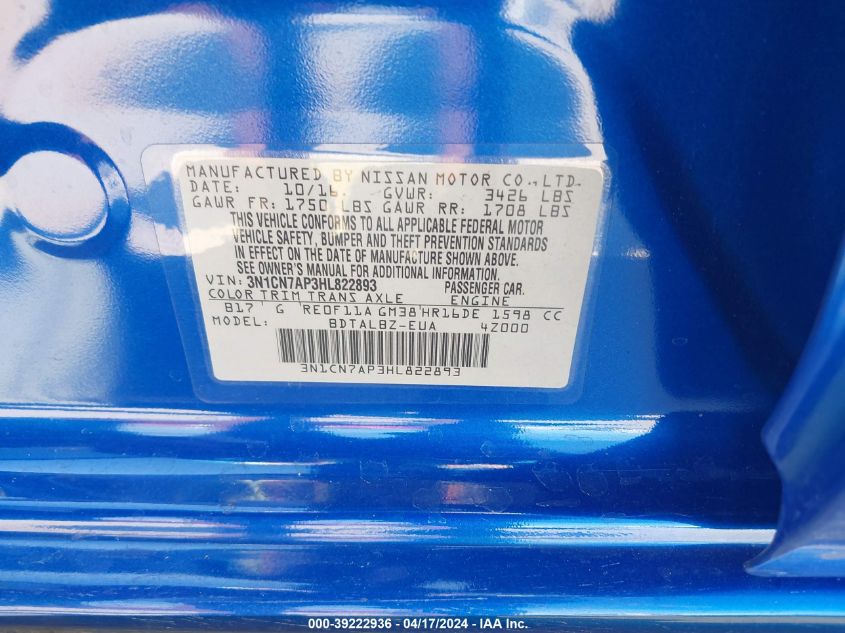 MANUFACTURED BY NISSAN MOTOR CO., LTD.
DATE: 10/16 GVWR: 3426 LBS
GAWR FR: 1750 LBS GAWR RR: 1708 LBS
THIS VEHICLE CONFORMS TO ALL APPLICABLE FEDERAL MOTOR
VEHICLE SAFETY, BUMPER AND THEFT PREVENTION STANDARDS
IN EFFECT ON THE DATE OF MANUFACTURE SHOWN ABOVE.
SEE OWNER'S MANUAL FOR ADDITIONAL INFORMATION.
VIN: 3N1CN7AP3HL822893 PASSENGER CAR.
COLOR TRIM TRANS AXLE ENGINE
B17 G RE0F11A GM38 HR16DE 1598 CC
MODEL: BDTALBZ-EUA 4Z000
3N1CN7AP3HL822893
000-39222936 - 04/17/2024 - IAA Inc.